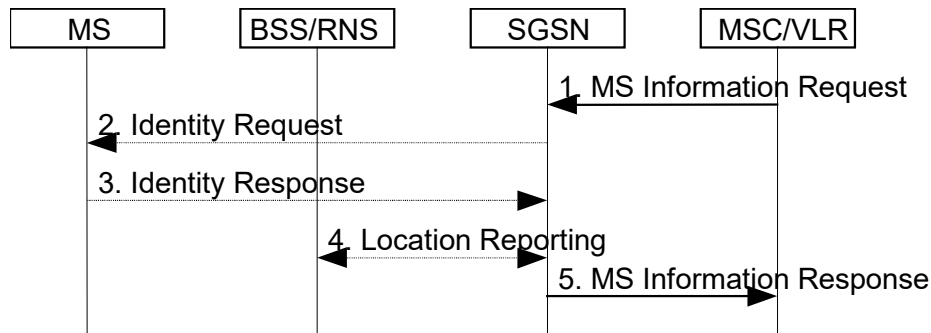 MS
BSS/RNS
SGSN
MSC/VLR
1. MS Information Request
2. Identity Request
3. Identity Response
4. Location Reporting
5. MS Information Response